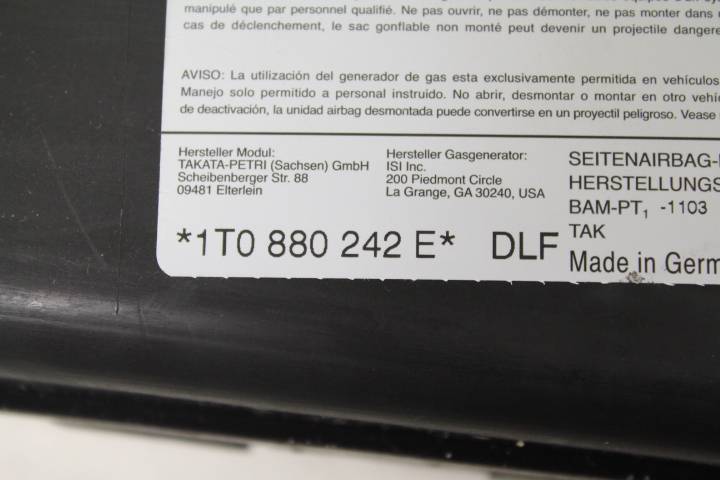 manipulé que par personnel qualifié. Ne pas ouvrir, ne pas démonter, ne pas monter dans
cas de déclenchement, le sac gonflable non monté peut devenir un projectile
AVISO: La utilización del generador de gas esta exclusivamente permitida en vehículos
Manejo solo permitido a personal instruido. No abrir, desmontar o montar en otro
de deactivación, la unidad airbag desmontada puede convertirse en un proyectil peligroso. Vease
Hersteller Modul:
TAKATA-PETRI (Sachsen) GmbH
Scheibenberger Str. 88
09481 Elterlein
Hersteller Gasgenerator:
ISI Inc.
200 Piedmont Circle
La Grange, GA 30240, USA
SEITENAIRBAG-
HERSTELLUNGS
BAM-PT₁ -1103
TAK
Made in Germ
*1T0 880 242 E* DLF